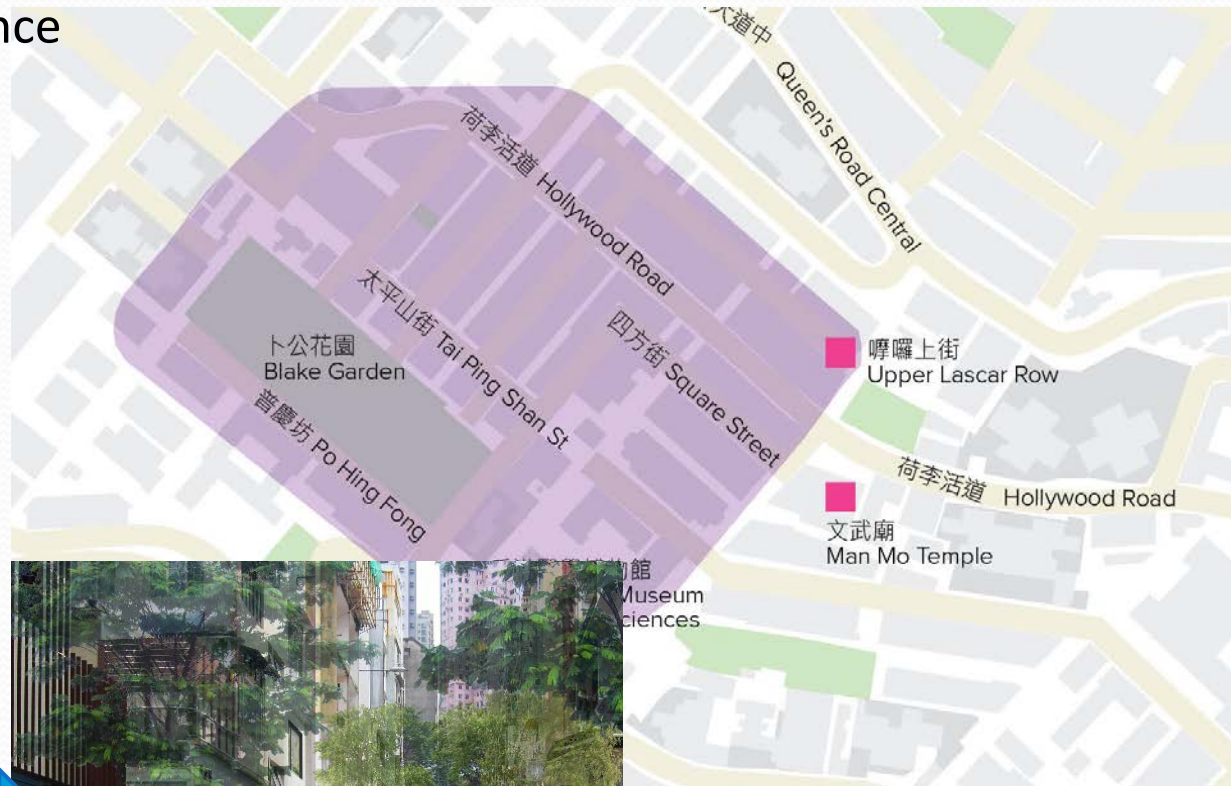 大道中 Queen's Road Central
荷李活道 Hollywood Road
太平山街 Tai Ping Shan St
四方街 Square Street
卜公花園
Blake Garden
普慶坊 Po Hing Fong
嚤囉上街
Upper Lascar Row
荷李活道 Hollywood Road
文武廟
Man Mo Temple
館
Museum